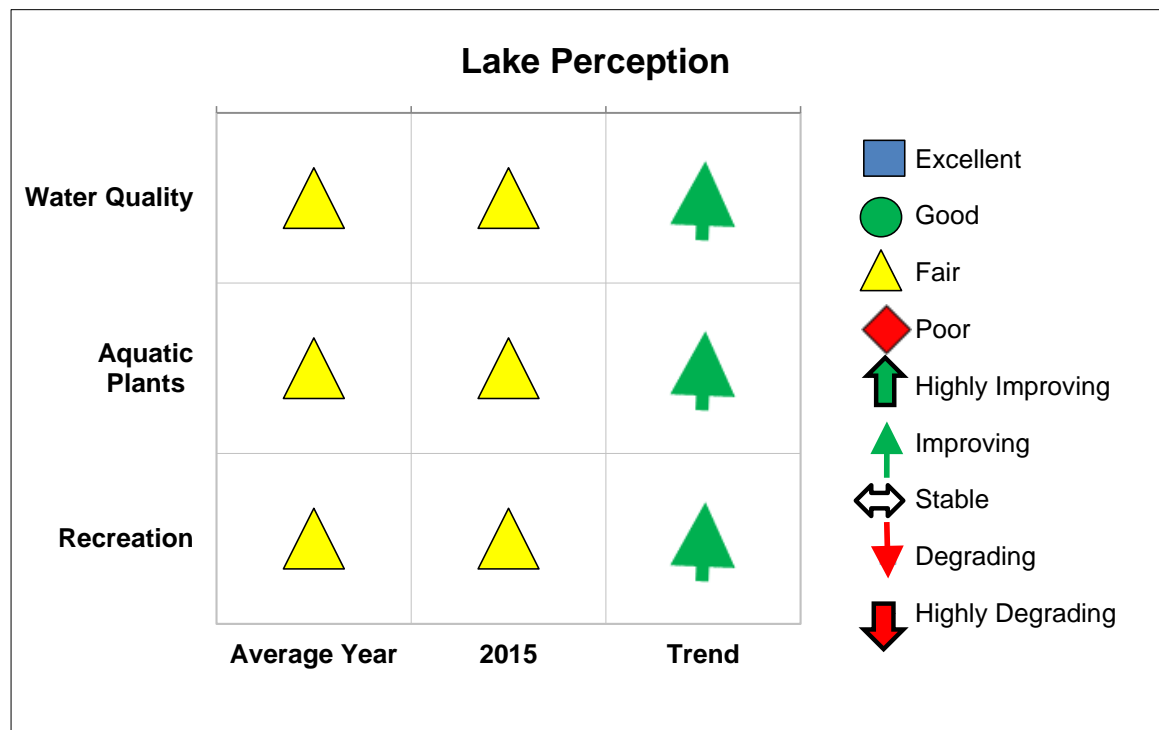 Lake Perception
Water Quality
Aquatic
Plants
Recreation
Average Year
2015
Trend
Excellent
Good
Fair
Poor
Highly Improving
Improving
Stable
Degrading
Highly Degrading